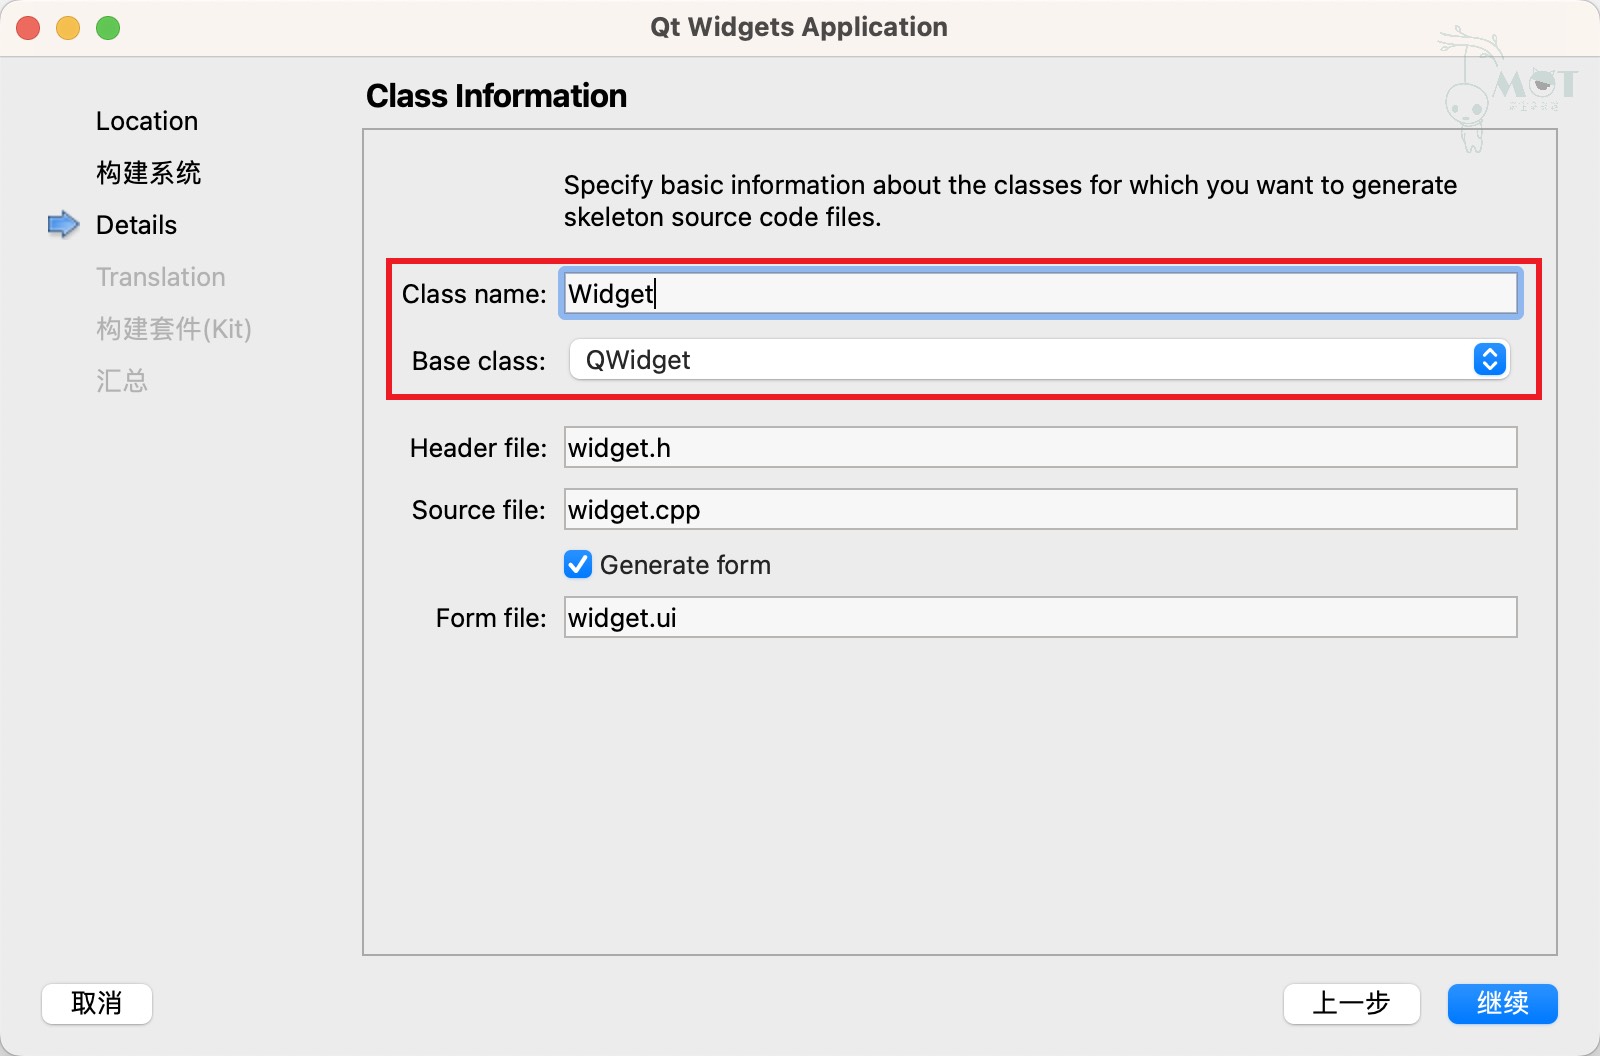 Qt Widgets Application
MOT
Location
构建系统
Details
Translation
构建套件(Kit)
汇总
Class Information
Specify basic information about the classes for which you want to generate
skeleton source code files.
Class name: Widget
Base class: QWidget
Header file: widget.h
Source file: widget.cpp
Generate form
Form file: widget.ui
取消
上一步
继续